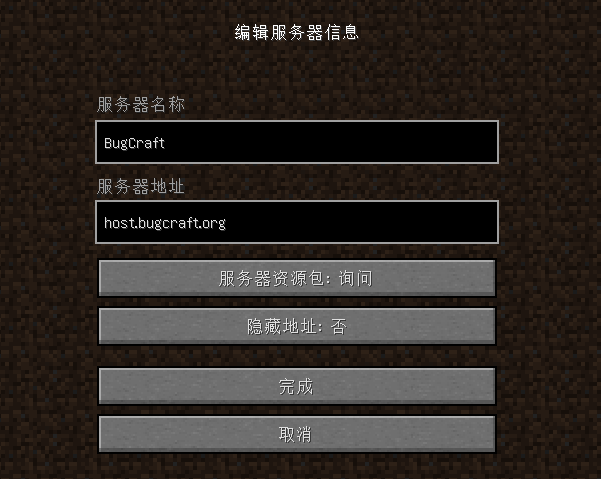 编辑服务器信息
服务器名称
BugCraft
服务器地址
host.bugcraft.org
服务器资源包: 询问
隐藏地址: 否
完成
取消